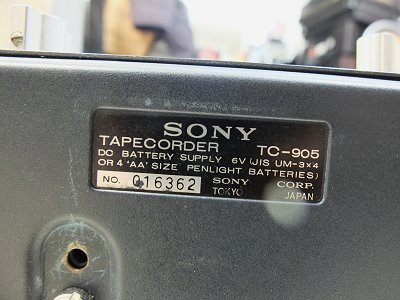 SONY
TAPECORDER TC-905
DC BATTERY SUPPLY 6V (JIS UM-3×4
OR 4 'AA' SIZE PENLIGHT BATTERIES)
NO. 016362 SONY CORP.
TOKYO JAPAN